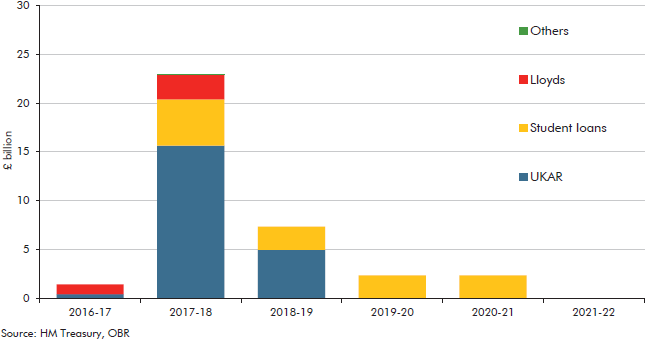 30
25
20
15
10
5
0
£ billion
Others
Lloyds
Student loans
UKAR
2016-17 2017-18 2018-19 2019-20 2020-21 2021-22
Source: HM Treasury, OBR